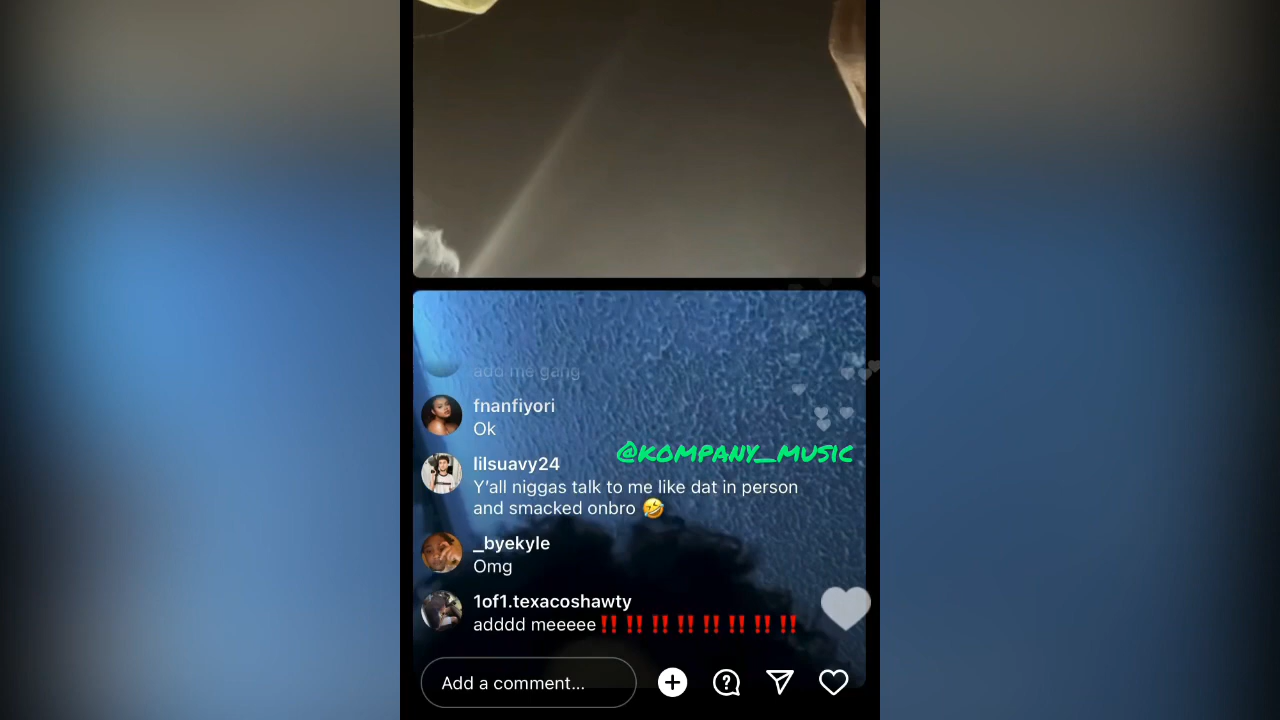 add me gang
fnanfiyori
Ok
@KOMPANY_MUSIC
lilsuavy24
Y'all niggas talk to me like dat in person
and smacked onbro 🤣
_byekyle
Omg
1of1.texacoshawty
adddd meeeee‼️ ‼️ ‼️ ‼️ ‼️ ‼️ ‼️ ‼️
Add a comment...